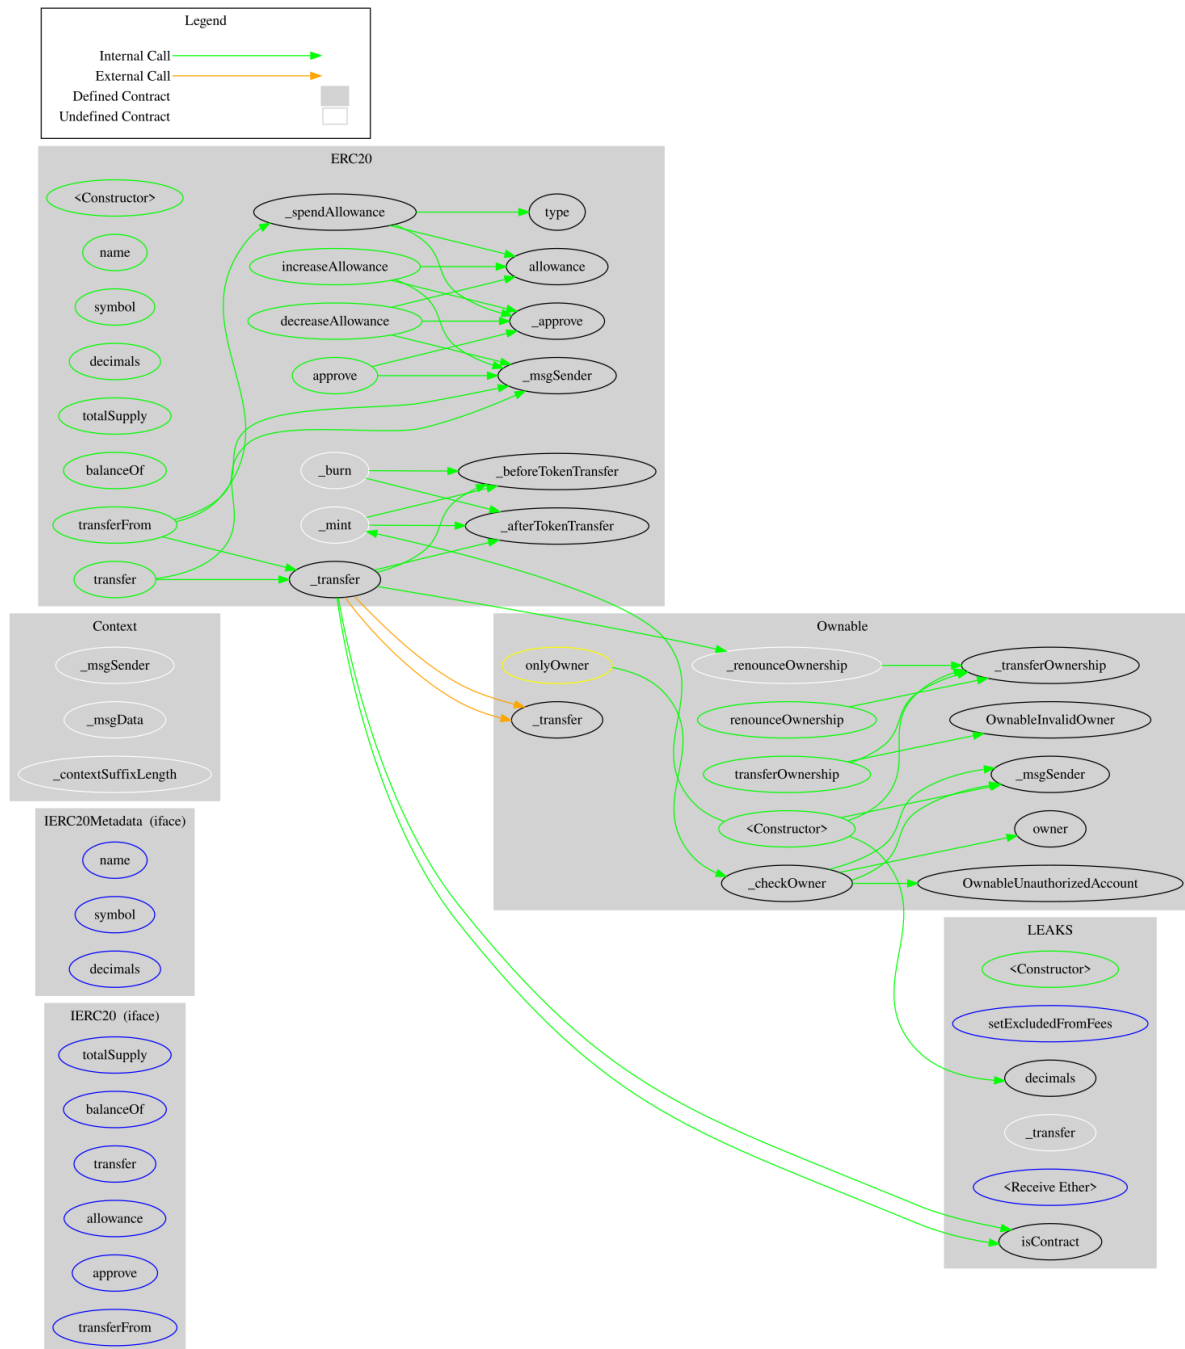 Legend
Internal Call
External Call
Defined Contract
Undefined Contract
ERC20
<Constructor>
name
symbol
decimals
totalSupply
balanceOf
transferFrom
transfer
_spendAllowance
increaseAllowance
decreaseAllowance
approve
_burn
_mint
_transfer
type
allowance
_approve
_msgSender
_beforeTokenTransfer
_afterTokenTransfer
Context
_msgSender
_msgData
_contextSuffixLength
Ownable
onlyOwner
_transfer
_renounceOwnership
renounceOwnership
transferOwnership
<Constructor>
_checkOwner
_transferOwnership
OwnableInvalidOwner
_msgSender
owner
OwnableUnauthorizedAccount
IERC20Metadata (iface)
name
symbol
decimals
LEAKS
<Constructor>
setExcludedFromFees
decimals
_transfer
<Receive Ether>
isContract
IERC20 (iface)
totalSupply
balanceOf
transfer
allowance
approve
transferFrom